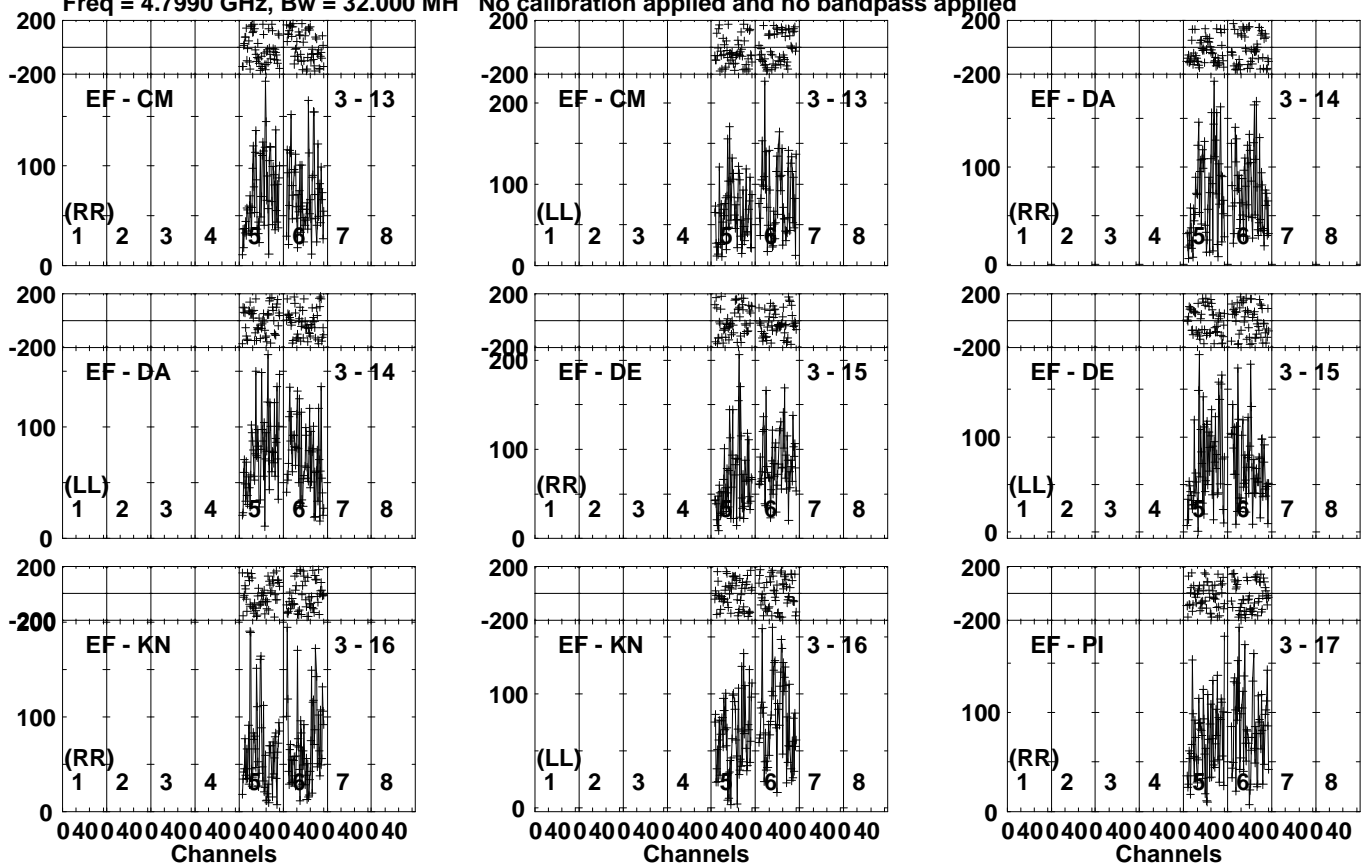 Freq = 4.7990 GHz, Bw = 32.000 MH No calibration applied and no bandpass applied
200
-200
EF - CM 3 - 13
100
(RR)
1 2 3 4 5 6 7 8
0
200
EF - CM 3 - 13
100
(LL)
1 2 3 4 5 6 7 8
0
200
-200
EF - DA 3 - 14
100
(RR)
1 2 3 4 5 6 7 8
0
200
-200
EF - DA 3 - 14
100
(LL)
1 2 3 4 5 6 7 8
0
200
-200
200
EF - DE 3 - 15
100
(RR)
1 2 3 4 5 6 7 8
0
200
-200
EF - DE 3 - 15
100
(LL)
1 2 3 4 5 6 7 8
0
200
-200
200
EF - KN 3 - 16
100
(RR)
1 2 3 4 5 6 7 8
0
EF - KN 3 - 16
100
(LL)
1 2 3 4 5 6 7 8
0
200
-200
EF - PI 3 - 17
100
(RR)
1 2 3 4 5 6 7 8
0
0 40 0 40 0 40 0 40 0 40 0 40 0 40 0 40
Channels
0 40 0 40 0 40 0 40 0 40 0 40 0 40 0 40
Channels
0 40 0 40 0 40 0 40 0 40 0 40 0 40 0 40
Channels